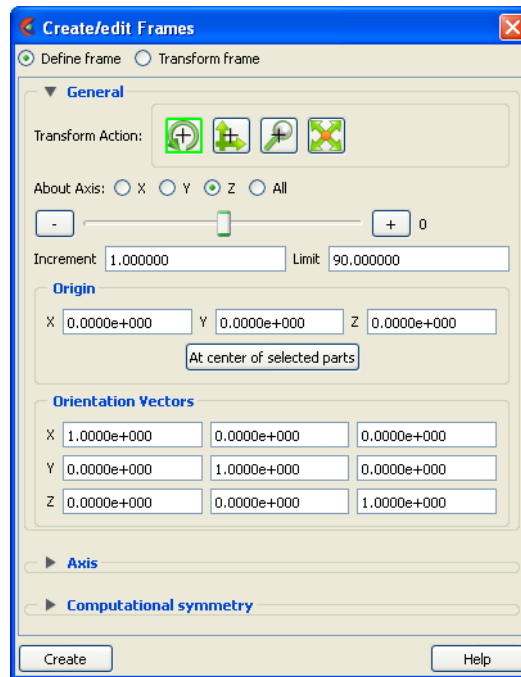 Create/edit Frames
Define frame Transform frame
General
Transform Action:
About Axis: X Y Z All
- + 0
Increment 1.000000 Limit 90.000000
Origin
X 0.0000e+000 Y 0.0000e+000 Z 0.0000e+000
At center of selected parts
Orientation Vectors
X 1.0000e+000 0.0000e+000 0.0000e+000
Y 0.0000e+000 1.0000e+000 0.0000e+000
Z 0.0000e+000 0.0000e+000 1.0000e+000
Axis
Computational symmetry
Create Help